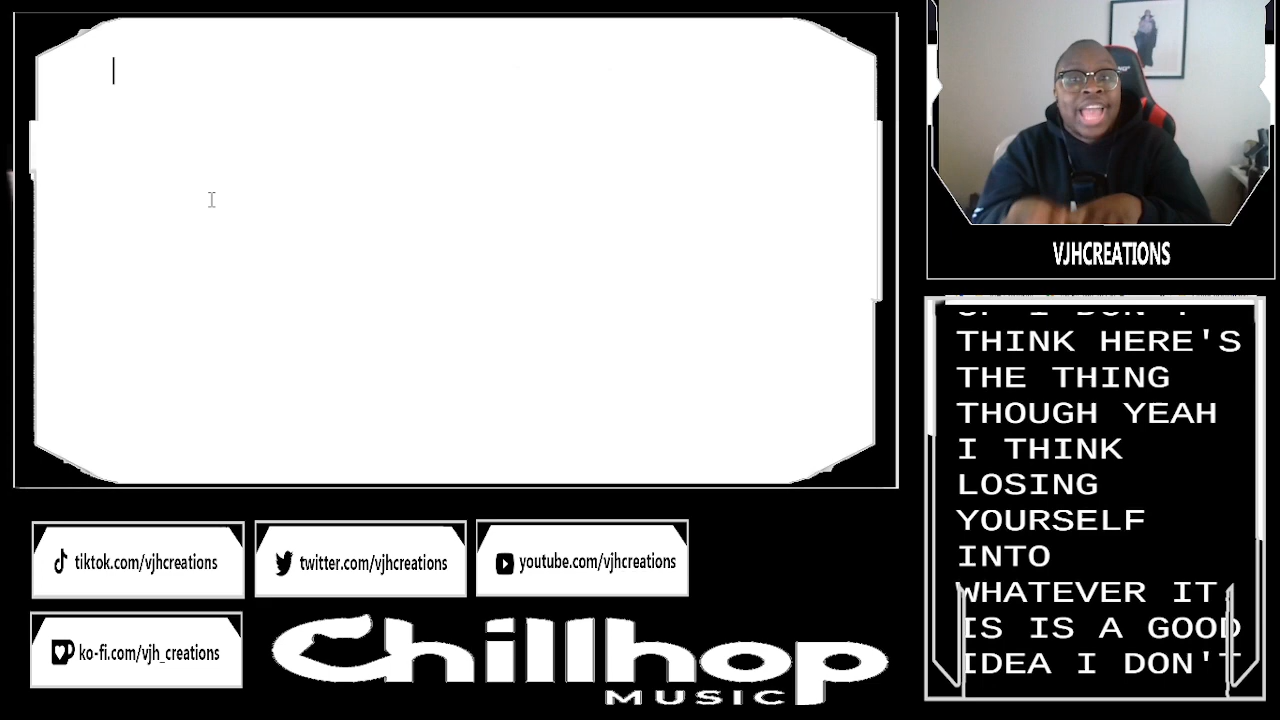 VJHCREATIONS
THINK HERE'S
THE THING
THOUGH YEAH
I THINK
LOSING
YOURSELF
INTO
WHATEVER IT
IS IS A GOOD
IDEA I DON'T
tiktok.com/vjhcreations
twitter.com/vjhcreations
youtube.com/vjhcreations
ko-fi.com/vjh_creations
Chillhop
MUSIC